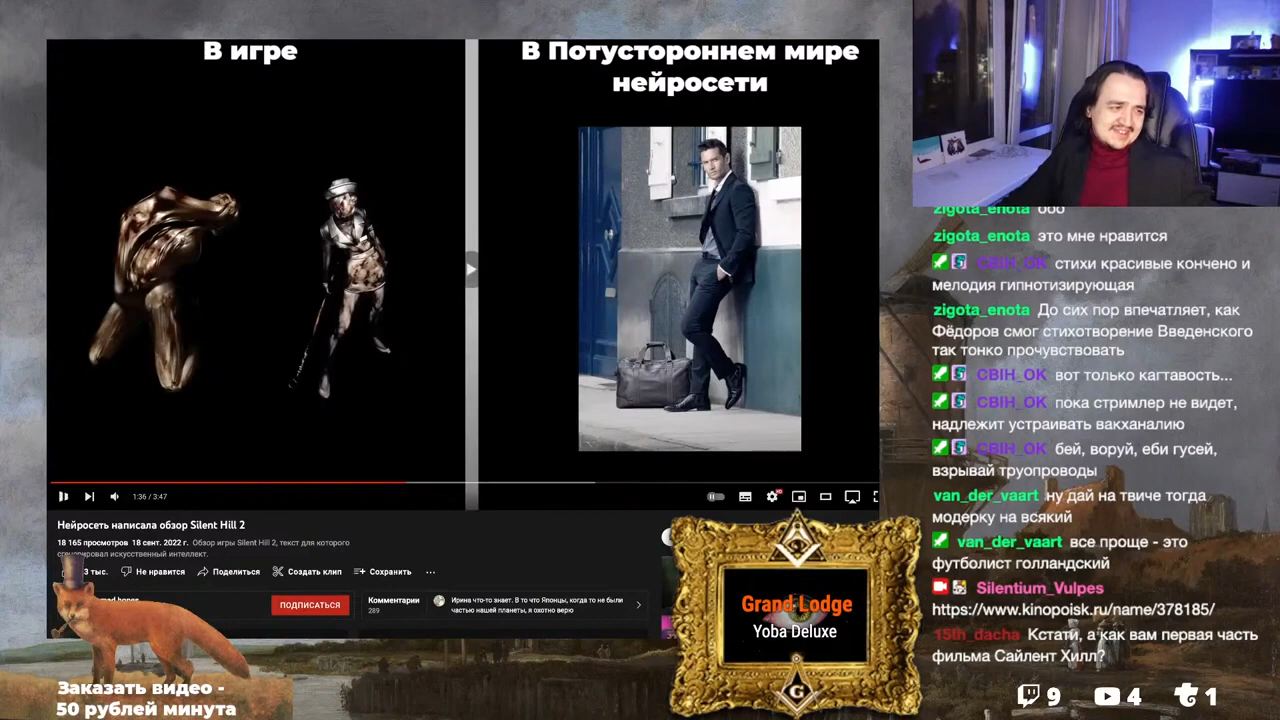 В игре
В Потустороннем мире
нейросети
1:36 / 3:47
Нейросеть написала обзор Silent Hill 2
18 165 просмотров 18 сент. 2022 г. Обзор игры Silent Hill 2, текст для которого
сгенерировал искусственный интеллект.
3 тыс.
Не нравится
Поделиться
Создать клип
Сохранить
ПОДПИСАТЬСЯ
Комментарии
289
Ирина что-то знает. В то что Японцы, когда то не были
частью нашей планеты, я охотно верю
Заказать видео -
50 рублей минута
Grand Lodge
Yoba Deluxe
G
zigota_enota ооо
zigota_enota это мне нравится
CBIH_OK стихи красивые кончено и
мелодия гипнотизирующая
zigota_enota До сих пор впечатляет, как
Фёдоров смог стихотворение Введенского
так тонко прочувствовать
CBIH_OK вот только кагтавость...
CBIH_OK пока стримлер не видет,
надлежит устраивать вакханалию
CBIH_OK бей, воруй, еби гусей,
взрывай труопроводы
van_der_vaart ну дай на твиче тогда
модерку на всякий
van_der_vaart все проще - это
футболист голландский
Silentium_Vulpes
https://www.kinopoisk.ru/name/378185/
15th_dacha Кстати, а как вам первая часть
фильма Сайлент Хилл?
9
4
1